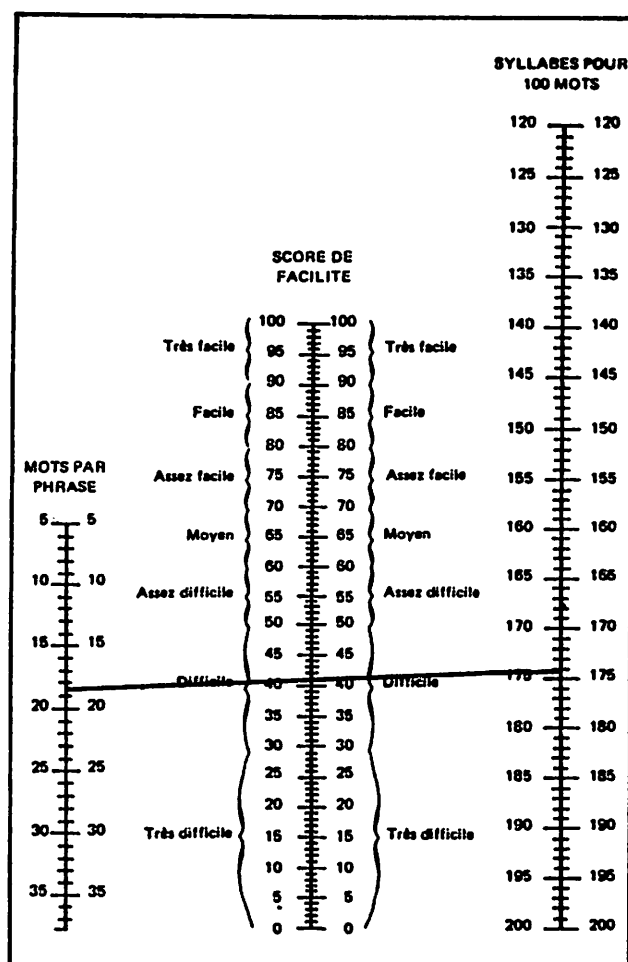 SYLLABES POUR
100 MOTS
120 120
125 125
130 130
135 135
140 140
145 145
150 150
155 155
160 160
165 166
170 170
175 175
180 180
185 185
190 190
195 195
200 200
SCORE DE
FACILITE
100 100
Très facile 95 95 Très facile
90 90
Facile 85 85 Facile
80 80
Assez facile 75 75 Assez facile
70 70
Moyen 65 65 Moyen
60 60
Assez difficile 55 55 Assez difficile
50 50
45 45
Difficile 40 40 Difficile
35 35
30 30
25 25
20 20
Très difficile 15 15 Très difficile
10 10
5 5
0 0
MOTS PAR
PHRASE
5 5
10 10
15 15
20 20
25 25
30 30
35 35